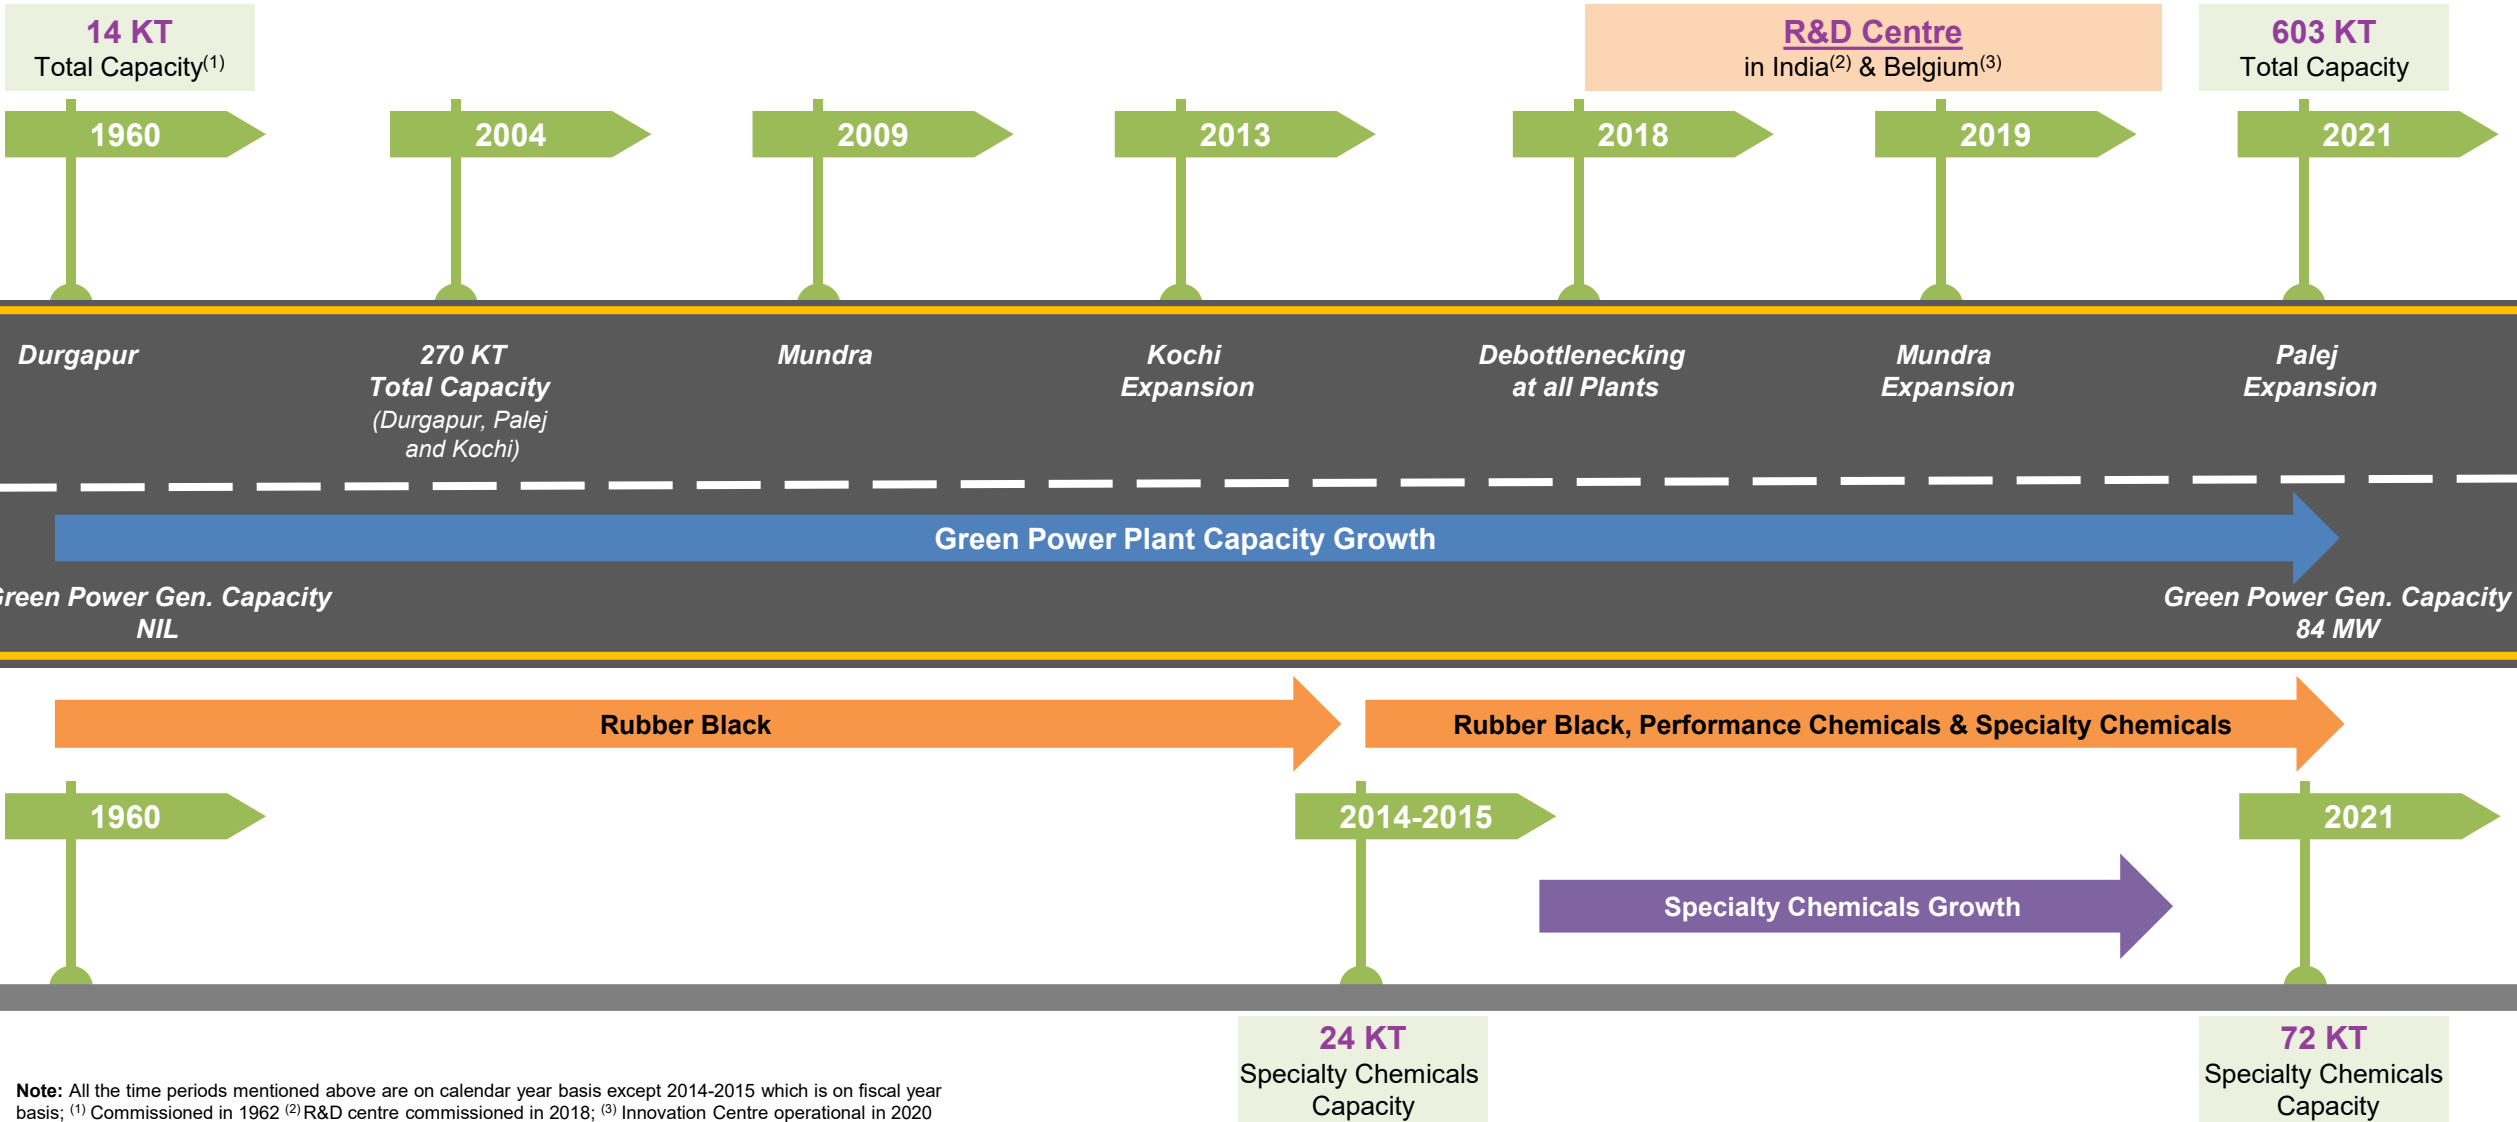 14 KT
Total Capacity(1)
R&D Centre
in India(2) & Belgium(3)
603 KT
Total Capacity
1960
2004
2009
2013
2018
2019
2021
Durgapur
270 KT
Total Capacity
(Durgapur, Palej
and Kochi)
Mundra
Kochi
Expansion
Debottlenecking
at all Plants
Mundra
Expansion
Palej
Expansion
Green Power Plant Capacity Growth
Green Power Gen. Capacity
NIL
Green Power Gen. Capacity
84 MW
Rubber Black
Rubber Black, Performance Chemicals & Specialty Chemicals
1960
2014-2015
2021
Specialty Chemicals Growth
24 KT
Specialty Chemicals
Capacity
72 KT
Specialty Chemicals
Capacity
Note: All the time periods mentioned above are on calendar year basis except 2014-2015 which is on fiscal year
basis; (1) Commissioned in 1962 (2) R&D centre commissioned in 2018; (3) Innovation Centre operational in 2020